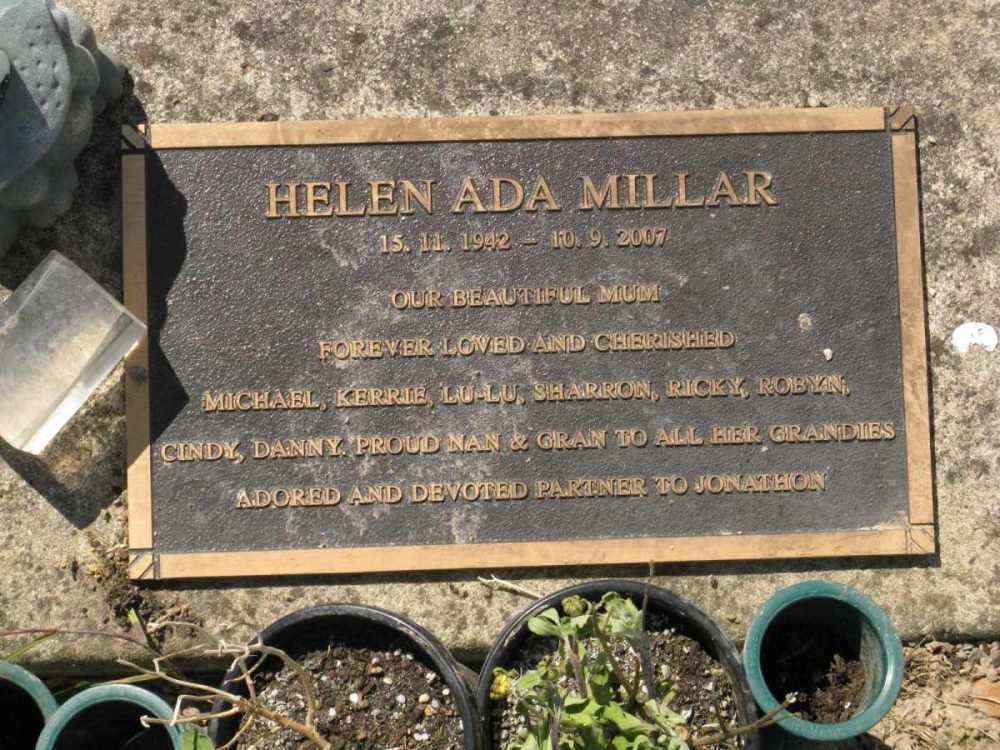 HELEN ADA MILLAR
15. 11. 1942 - 10. 9. 2007
OUR BEAUTIFUL MUM
FOREVER LOVED AND CHERISHED
MICHAEL, KERRIE, LU-LU, SHARRON, RICKY, ROBYN,
CINDY, DANNY. PROUD NAN & GRAN TO ALL HER GRANDIES
ADORED AND DEVOTED PARTNER TO JONATHON